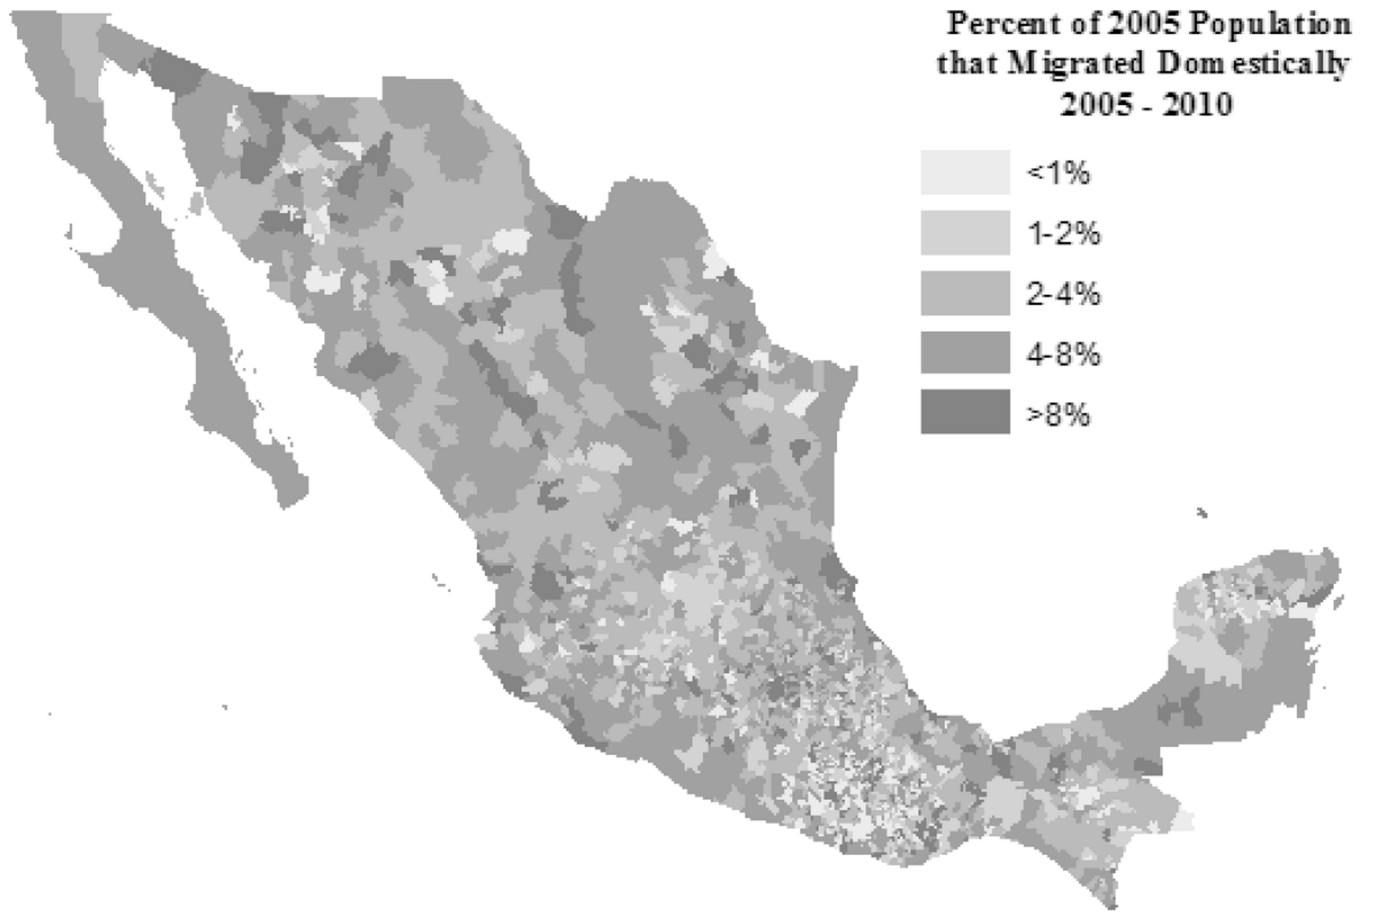 Percent of 2005 Population
that Migrated Domestically
2005 - 2010
<1%
1-2%
2-4%
4-8%
>8%